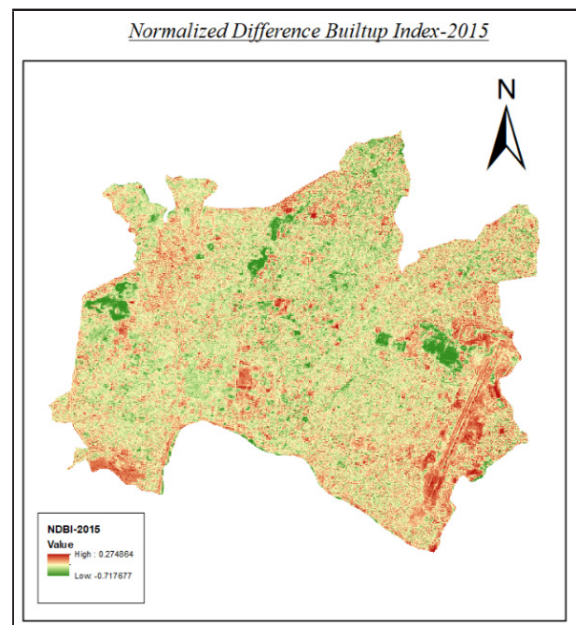 Normalized Difference Builtup Index-2015
N
NDBI-2015
Value
High : 0.274864
Low: -0.717677